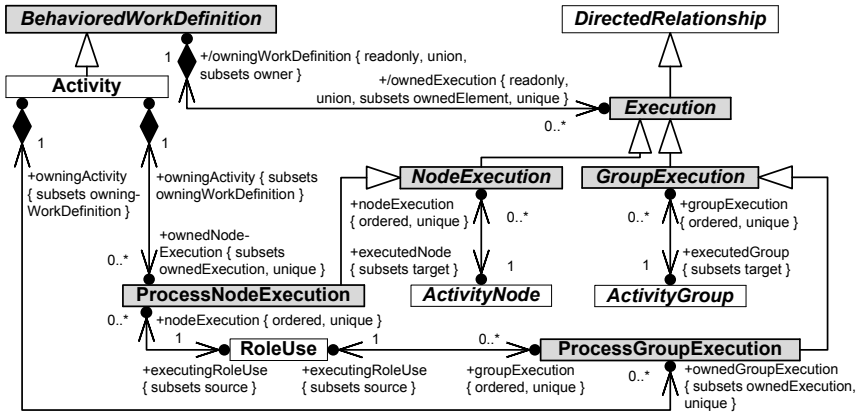 BehavioredWorkDefinition
DirectedRelationship
1
+/owningWorkDefinition { readonly, union,
subsets owner }
+/ownedExecution { readonly,
union, subsets ownedElement, unique }
Activity
Execution
0..*
1
1
+owningActivity
{ subsets owning-
WorkDefinition }
+owningActivity { subsets
owningWorkDefinition }
NodeExecution
GroupExecution
+nodeExecution
{ ordered, unique }
0..*
0..*
+groupExecution
{ ordered, unique }
+ownedNode-
Execution { subsets
ownedExecution, unique }
0..*
+executedNode
{ subsets target }
1
1
+executedGroup
{ subsets target }
ProcessNodeExecution
ActivityNode
ActivityGroup
0..*
+nodeExecution { ordered, unique }
1
RoleUse
1
0..*
ProcessGroupExecution
+executingRoleUse
{ subsets source }
+executingRoleUse
{ subsets source }
+groupExecution
{ ordered, unique }
0..*
+ownedGroupExecution
{ subsets ownedExecution,
unique }